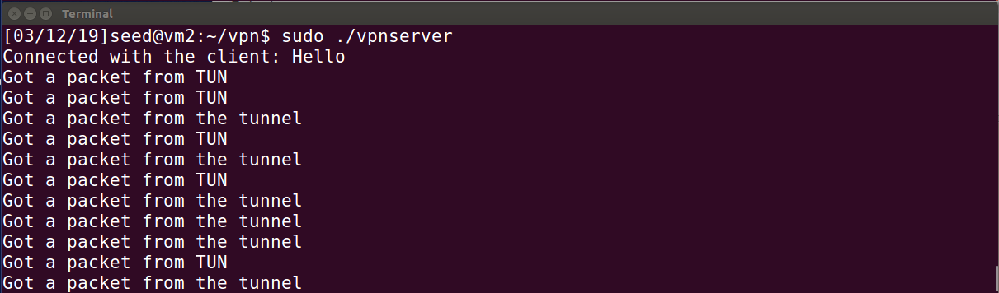 Terminal
[03/12/19]seed@vm2:~/vpn$ sudo ./vpnserver
Connected with the client: Hello
Got a packet from TUN
Got a packet from TUN
Got a packet from the tunnel
Got a packet from TUN
Got a packet from the tunnel
Got a packet from TUN
Got a packet from the tunnel
Got a packet from the tunnel
Got a packet from the tunnel
Got a packet from TUN
Got a packet from the tunnel